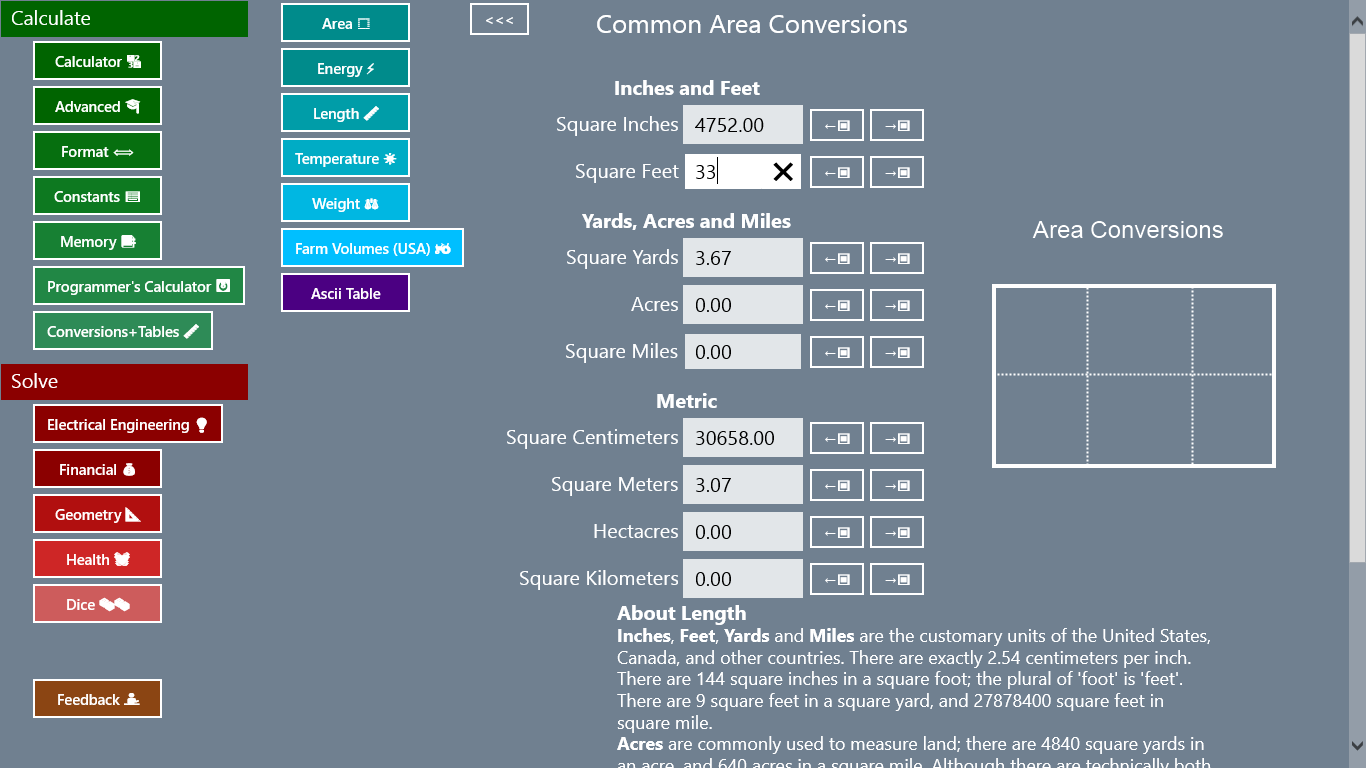 Calculate
Calculator
Advanced
Format
Constants
Memory
Programmer's Calculator
Conversions+Tables
Solve
Electrical Engineering
Financial
Geometry
Health
Dice
Feedback
Area
Energy
Length
Temperature
Weight
Farm Volumes (USA)
Ascii Table
<<<
Common Area Conversions
Inches and Feet
Square Inches 4752.00 ←▣ →▣
Square Feet 33 ←▣ →▣
Yards, Acres and Miles
Square Yards 3.67 ←▣ →▣
Acres 0.00 ←▣ →▣
Square Miles 0.00 ←▣ →▣
Metric
Square Centimeters 30658.00 ←▣ →▣
Square Meters 3.07 ←▣ →▣
Hectacres 0.00 ←▣ →▣
Square Kilometers 0.00 ←▣ →▣
About Length
Inches, Feet, Yards and Miles are the customary units of the United States,
Canada, and other countries. There are exactly 2.54 centimeters per inch.
There are 144 square inches in a square foot; the plural of 'foot' is 'feet'.
There are 9 square feet in a square yard, and 27878400 square feet in
square mile.
Acres are commonly used to measure land; there are 4840 square yards in
an acre, and 640 acres in a square mile. Although there are technically both
Area Conversions